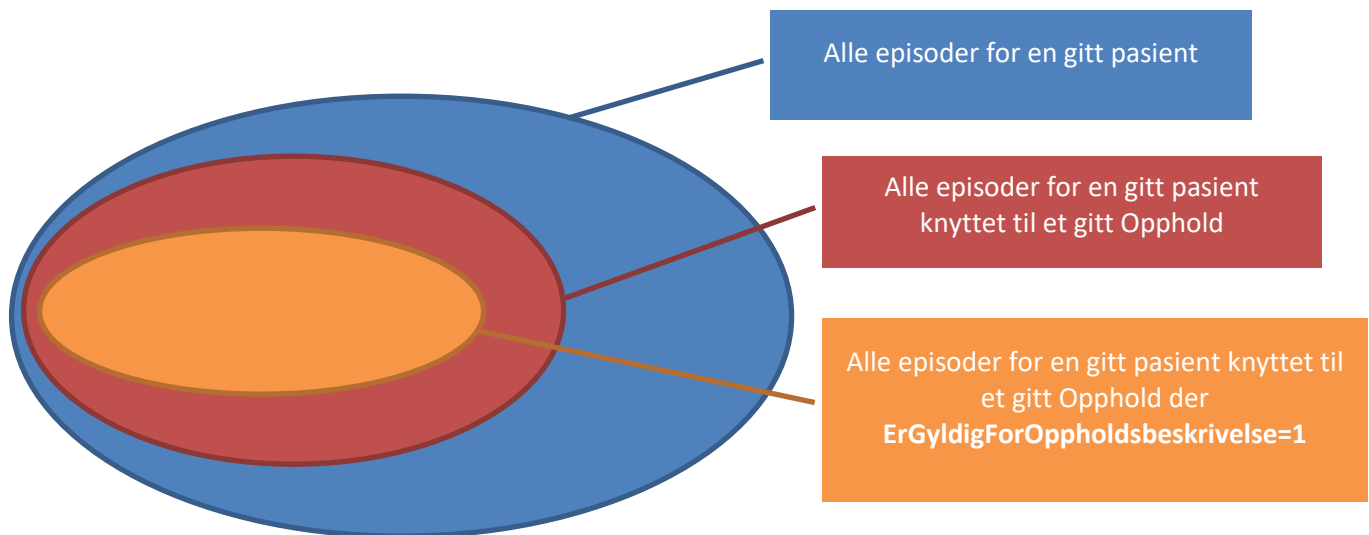 Alle episoder for en gitt pasient
Alle episoder for en gitt pasient
knyttet til et gitt Opphold
Alle episoder for en gitt pasient knyttet til
et gitt Opphold der
ErGyldigForOppholdsbeskrivelse=1